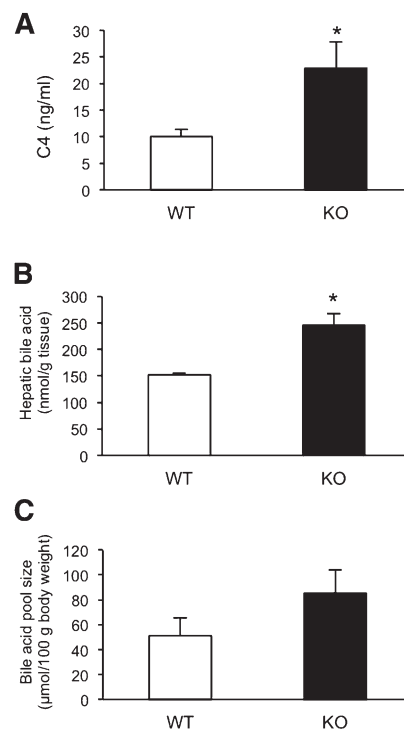 A
*
30
25
20
15
10
5
0
C4 (ng/ml)
WT KO
B
*
300
250
200
150
100
50
0
Hepatic bile acid
(nmol/g tissue)
WT KO
C
120
100
80
60
40
20
0
Bile acid pool size
(μmol/100 g body weight)
WT KO